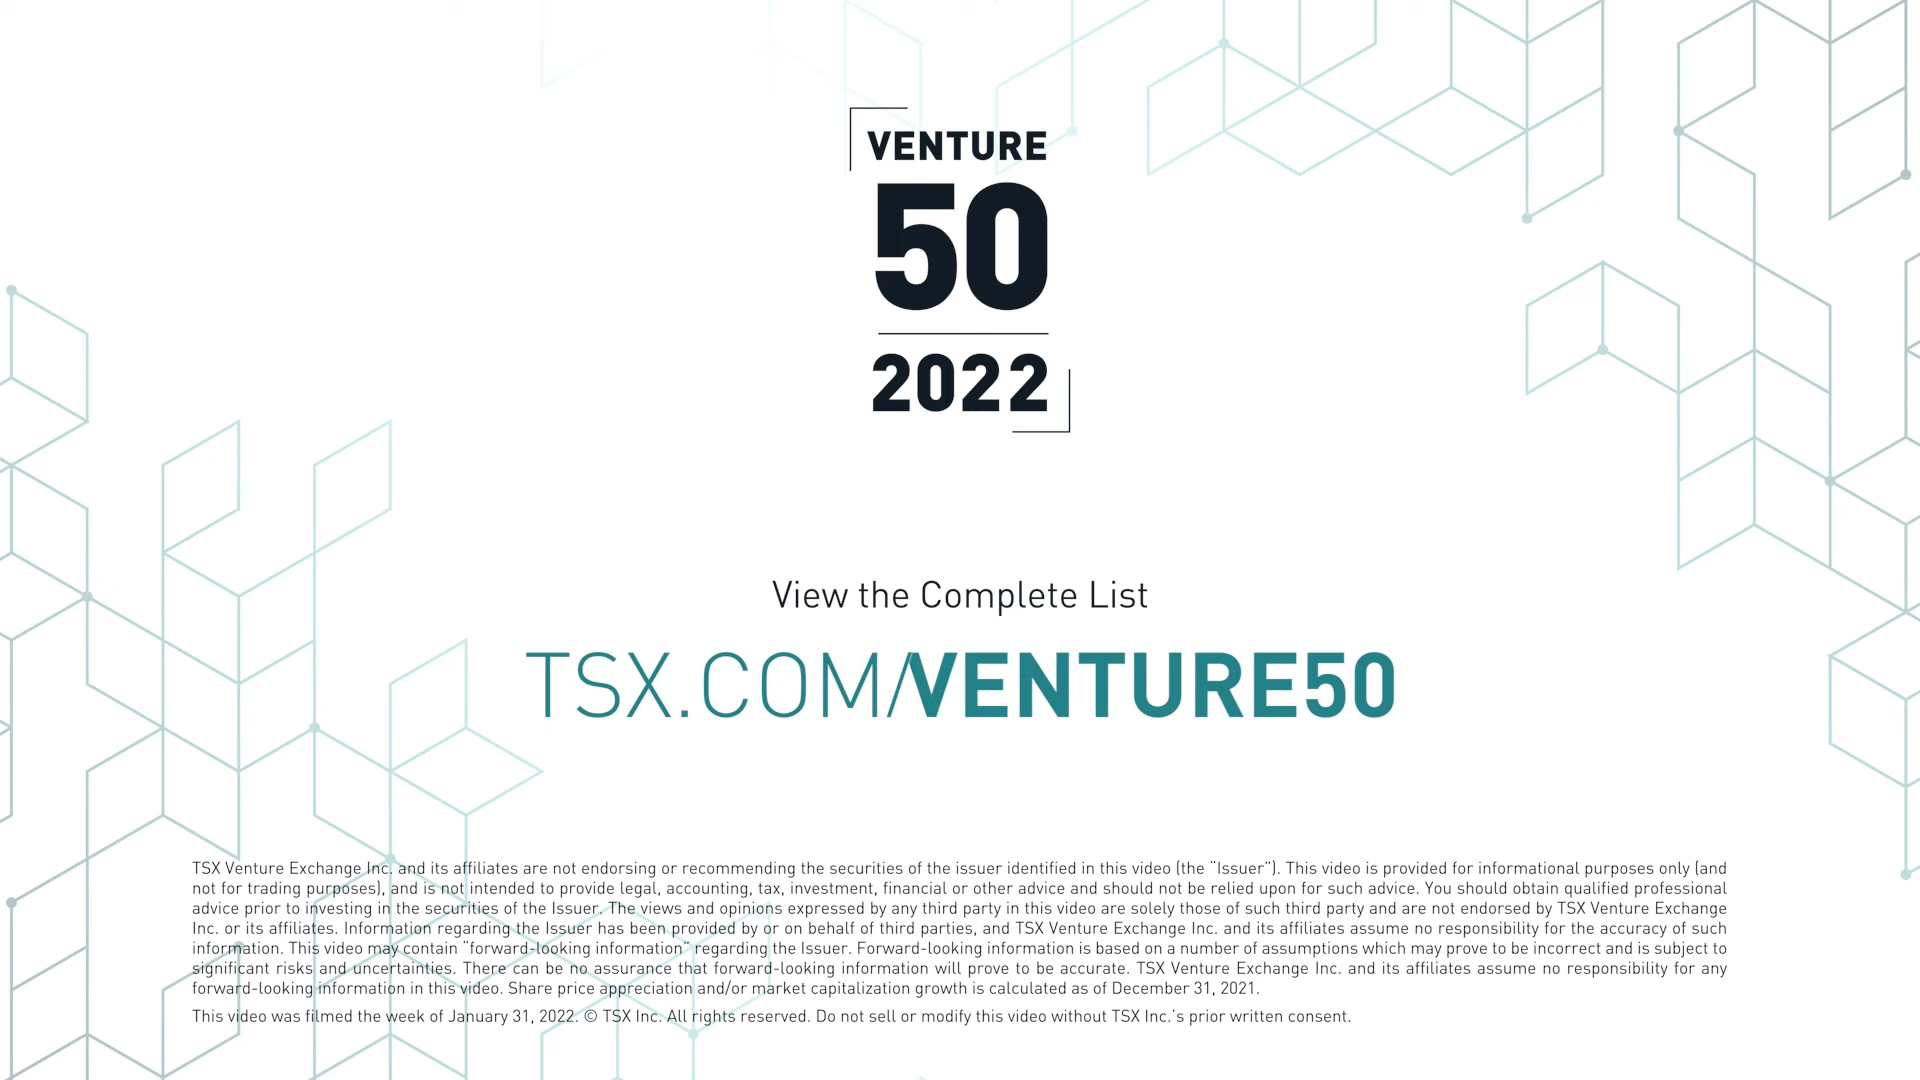 VENTURE
50
2022
View the Complete List
TSX.COM/VENTURE50
TSX Venture Exchange Inc. and its affiliates are not endorsing or recommending the securities of the issuer identified in this video (the “Issuer”). This video is provided for informational purposes only (and
not for trading purposes), and is not intended to provide legal, accounting, tax, investment, financial or other advice and should not be relied upon for such advice. You should obtain qualified professional
advice prior to investing in the securities of the Issuer. The views and opinions expressed by any third party in this video are solely those of such third party and are not endorsed by TSX Venture Exchange
Inc. or its affiliates. Information regarding the Issuer has been provided by or on behalf of third parties, and TSX Venture Exchange Inc. and its affiliates assume no responsibility for the accuracy of such
information. This video may contain “forward-looking information” regarding the Issuer. Forward-looking information is based on a number of assumptions which may prove to be incorrect and is subject to
significant risks and uncertainties. There can be no assurance that forward-looking information will prove to be accurate. TSX Venture Exchange Inc. and its affiliates assume no responsibility for any
forward-looking information in this video. Share price appreciation and/or market capitalization growth is calculated as of December 31, 2021.
This video was filmed the week of January 31, 2022. © TSX Inc. All rights reserved. Do not sell or modify this video without TSX Inc.’s prior written consent.